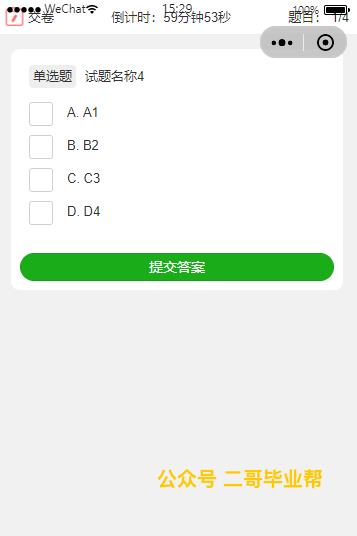 WeChat 15:29 100%
交卷 倒计时：59分钟53秒 题目： 1/4
单选题 试题名称4
A. A1
B. B2
C. C3
D. D4
提交答案
公众号 二哥毕业帮